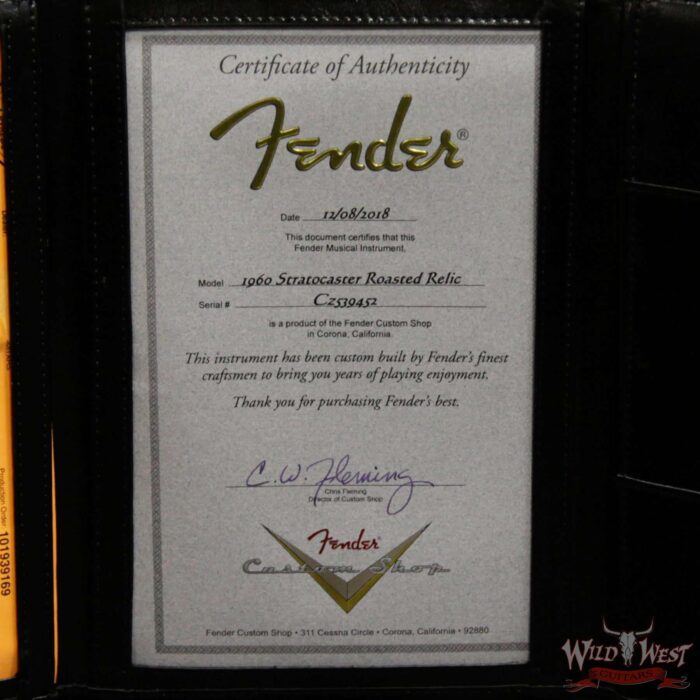 Certificate of Authenticity
Fender®
Date 12/08/2018
This document certifies that this
Fender Musical Instrument,
Model 1960 Stratocaster Roasted Relic
Serial # CZ539452
is a product of the Fender Custom Shop
in Corona, California.
This instrument has been custom built by Fender's finest
craftsmen to bring you years of playing enjoyment.
Thank you for purchasing Fender's best.
C.W. Fleming
Chris Fleming
Director of Custom Shop
Fender
Custom Shop
Fender Custom Shop • 311 Cessna Circle • Corona, California • 92880
Production Order:
101939169
WILD WEST
GUITARS